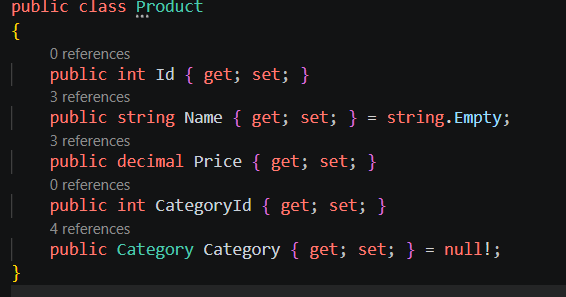 public class Product
{
0 references
public int Id { get; set; }
3 references
public string Name { get; set; } = string.Empty;
3 references
public decimal Price { get; set; }
0 references
public int CategoryId { get; set; }
4 references
public Category Category { get; set; } = null!;
}